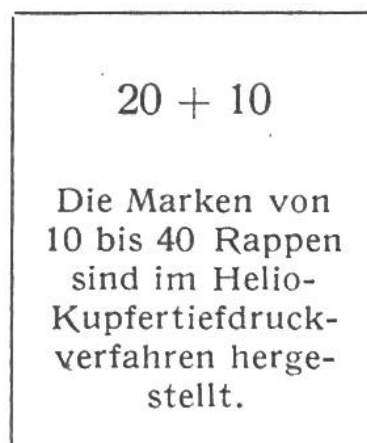 20 + 10
Die Marken von
10 bis 40 Rappen
sind im Helio-
Kupfertiefdruck-
verfahren herge-
stellt.